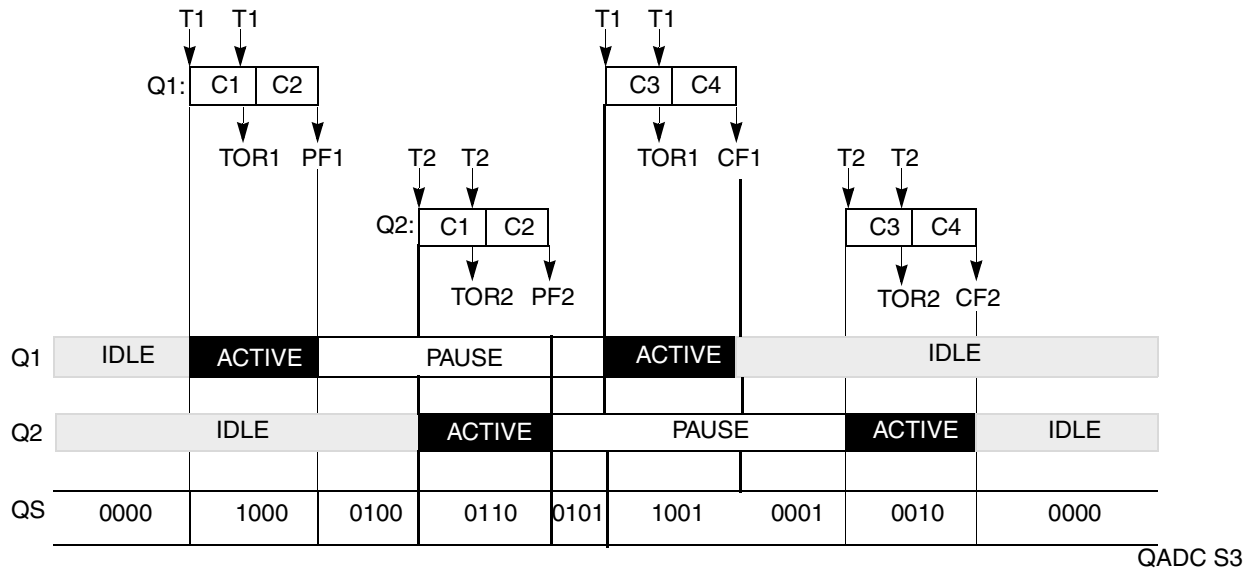 T1 T1 T1 T1
Q1: C1 C2 C3 C4
TOR1 PF1 T2 T2 TOR1 CF1 T2 T2
Q2: C1 C2 C3 C4
TOR2 PF2 TOR2 CF2
Q1 IDLE ACTIVE PAUSE ACTIVE IDLE
Q2 IDLE ACTIVE PAUSE ACTIVE IDLE
QS 0000 1000 0100 0110 0101 1001 0001 0010 0000
QADC S3